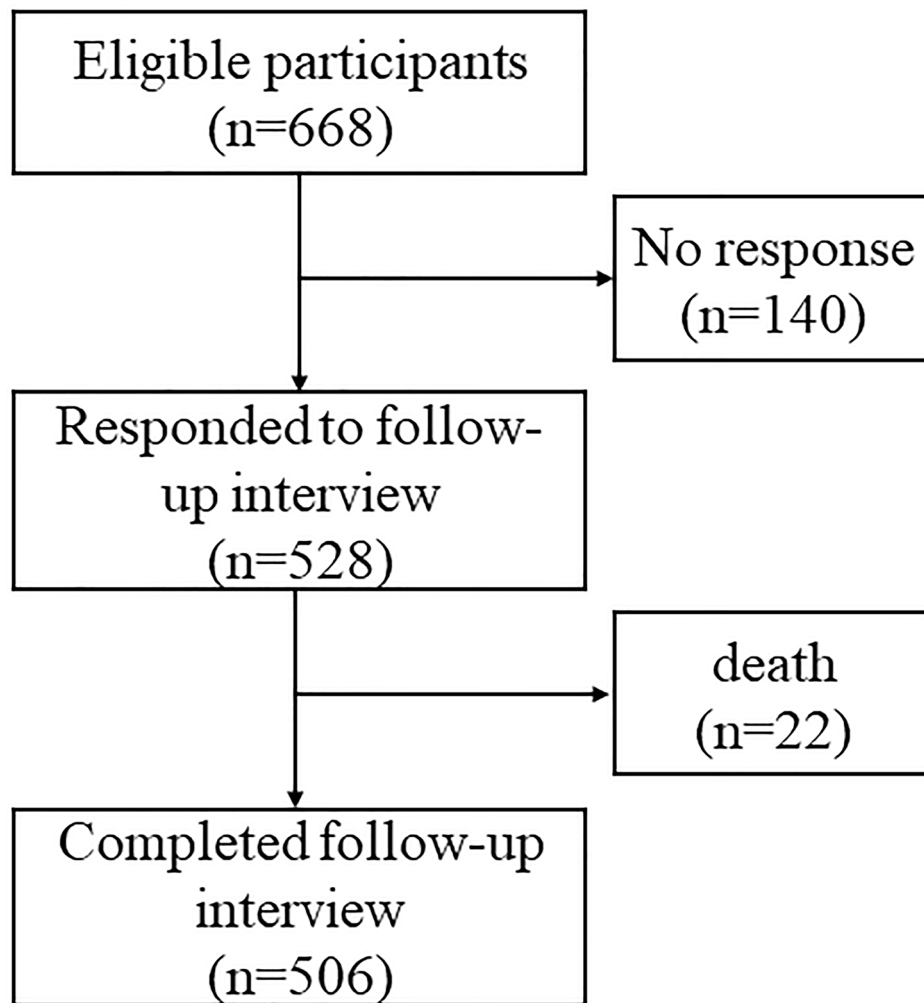 Eligible participants
(n=668)
No response
(n=140)
Responded to follow-
up interview
(n=528)
death
(n=22)
Completed follow-up
interview
(n=506)